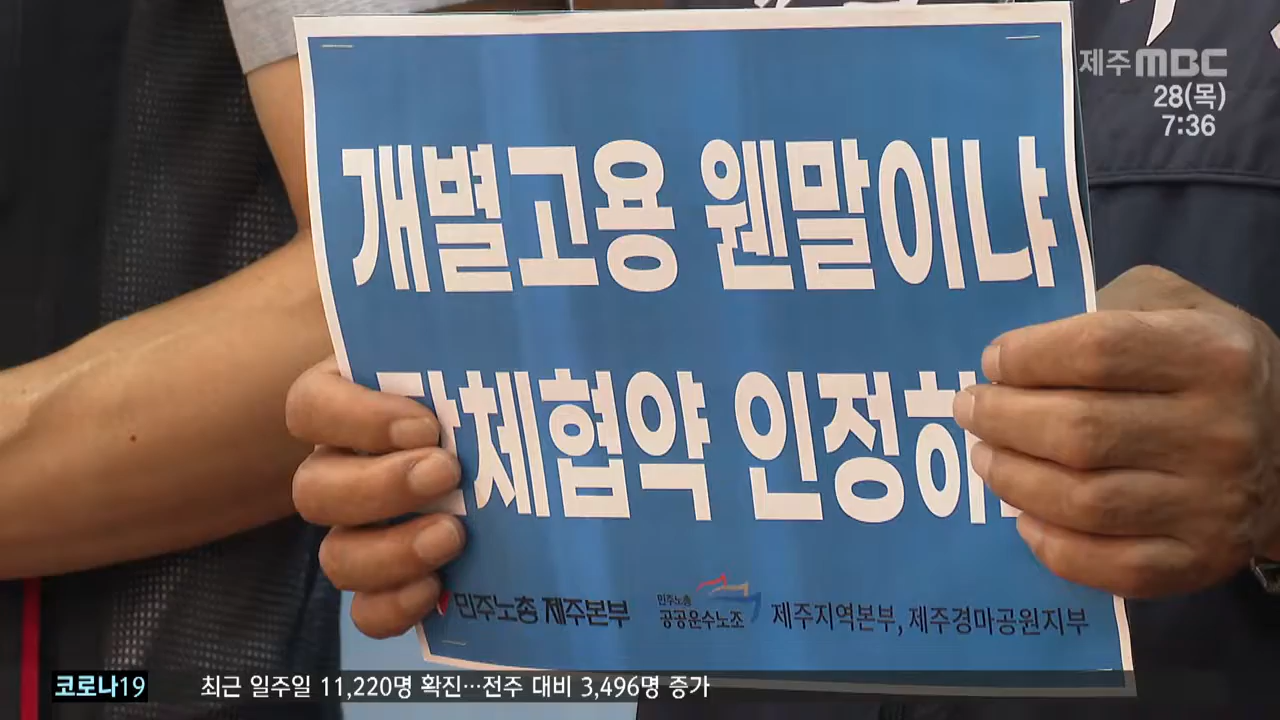 제주MBC
28(목)
7:36
개별고용 웬말이냐
단체협약 인정하라
민주노총 제주본부
민주노총
공공운수노조
제주지역본부, 제주경마공원지부
코로나19 최근 일주일 11,220명 확진…전주 대비 3,496명 증가